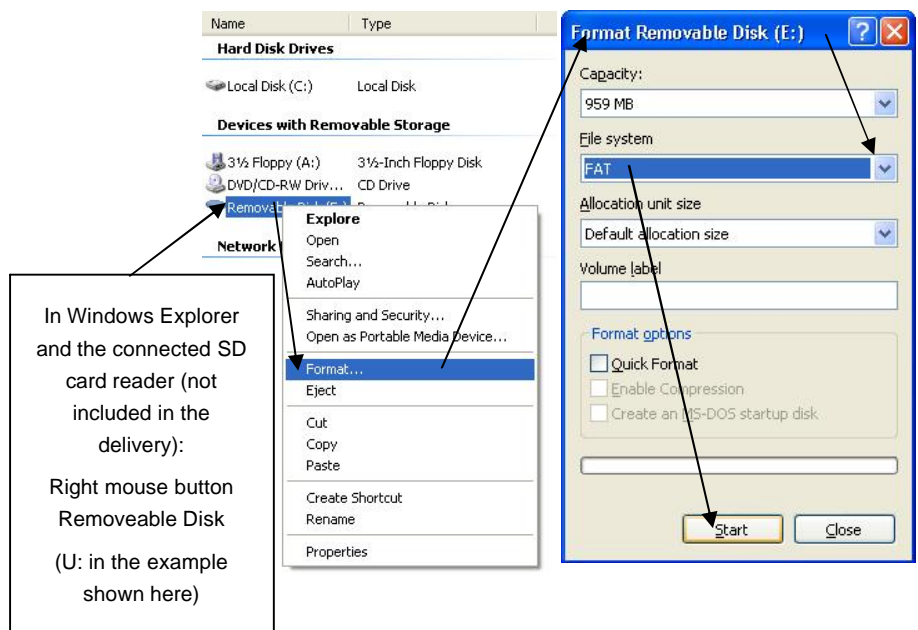 Name Type
Hard Disk Drives
Local Disk (C:) Local Disk
Devices with Removable Storage
3½ Floppy (A:) 3½-Inch Floppy Disk
DVD/CD-RW Driv... CD Drive
Network
Explore
Open
Search...
AutoPlay
Sharing and Security...
Open as Portable Media Device...
Format...
Eject
Cut
Copy
Paste
Create Shortcut
Rename
Properties
In Windows Explorer
and the connected SD
card reader (not
included in the
delivery):
Right mouse button
Removeable Disk
(U: in the example
shown here)
Format Removable Disk (E:)
Capacity:
959 MB
File system
FAT
Allocation unit size
Default allocation size
Volume label
Format options
Quick Format
Enable Compression
Create an MS-DOS startup disk
Start Close